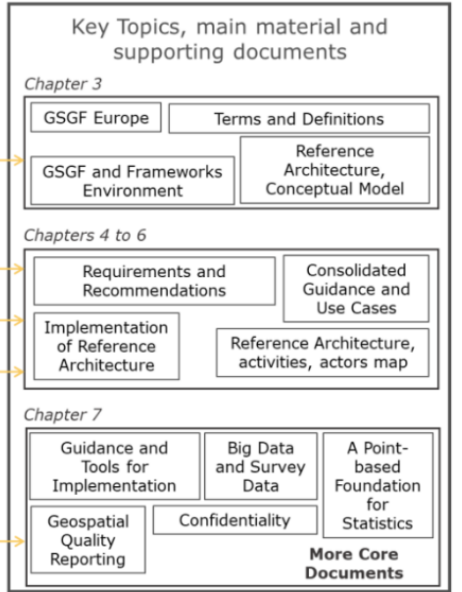 Key Topics, main material and
supporting documents
Chapter 3
GSGF Europe
Terms and Definitions
GSGF and Frameworks
Environment
Reference
Architecture,
Conceptual Model
Chapters 4 to 6
Requirements and
Recommendations
Consolidated
Guidance and
Use Cases
Implementation
of Reference
Architecture
Reference Architecture,
activities, actors map
Chapter 7
Guidance and
Tools for
Implementation
Big Data
and Survey
Data
A Point-
based
Foundation
for
Statistics
Geospatial
Quality
Reporting
Confidentiality
More Core
Documents